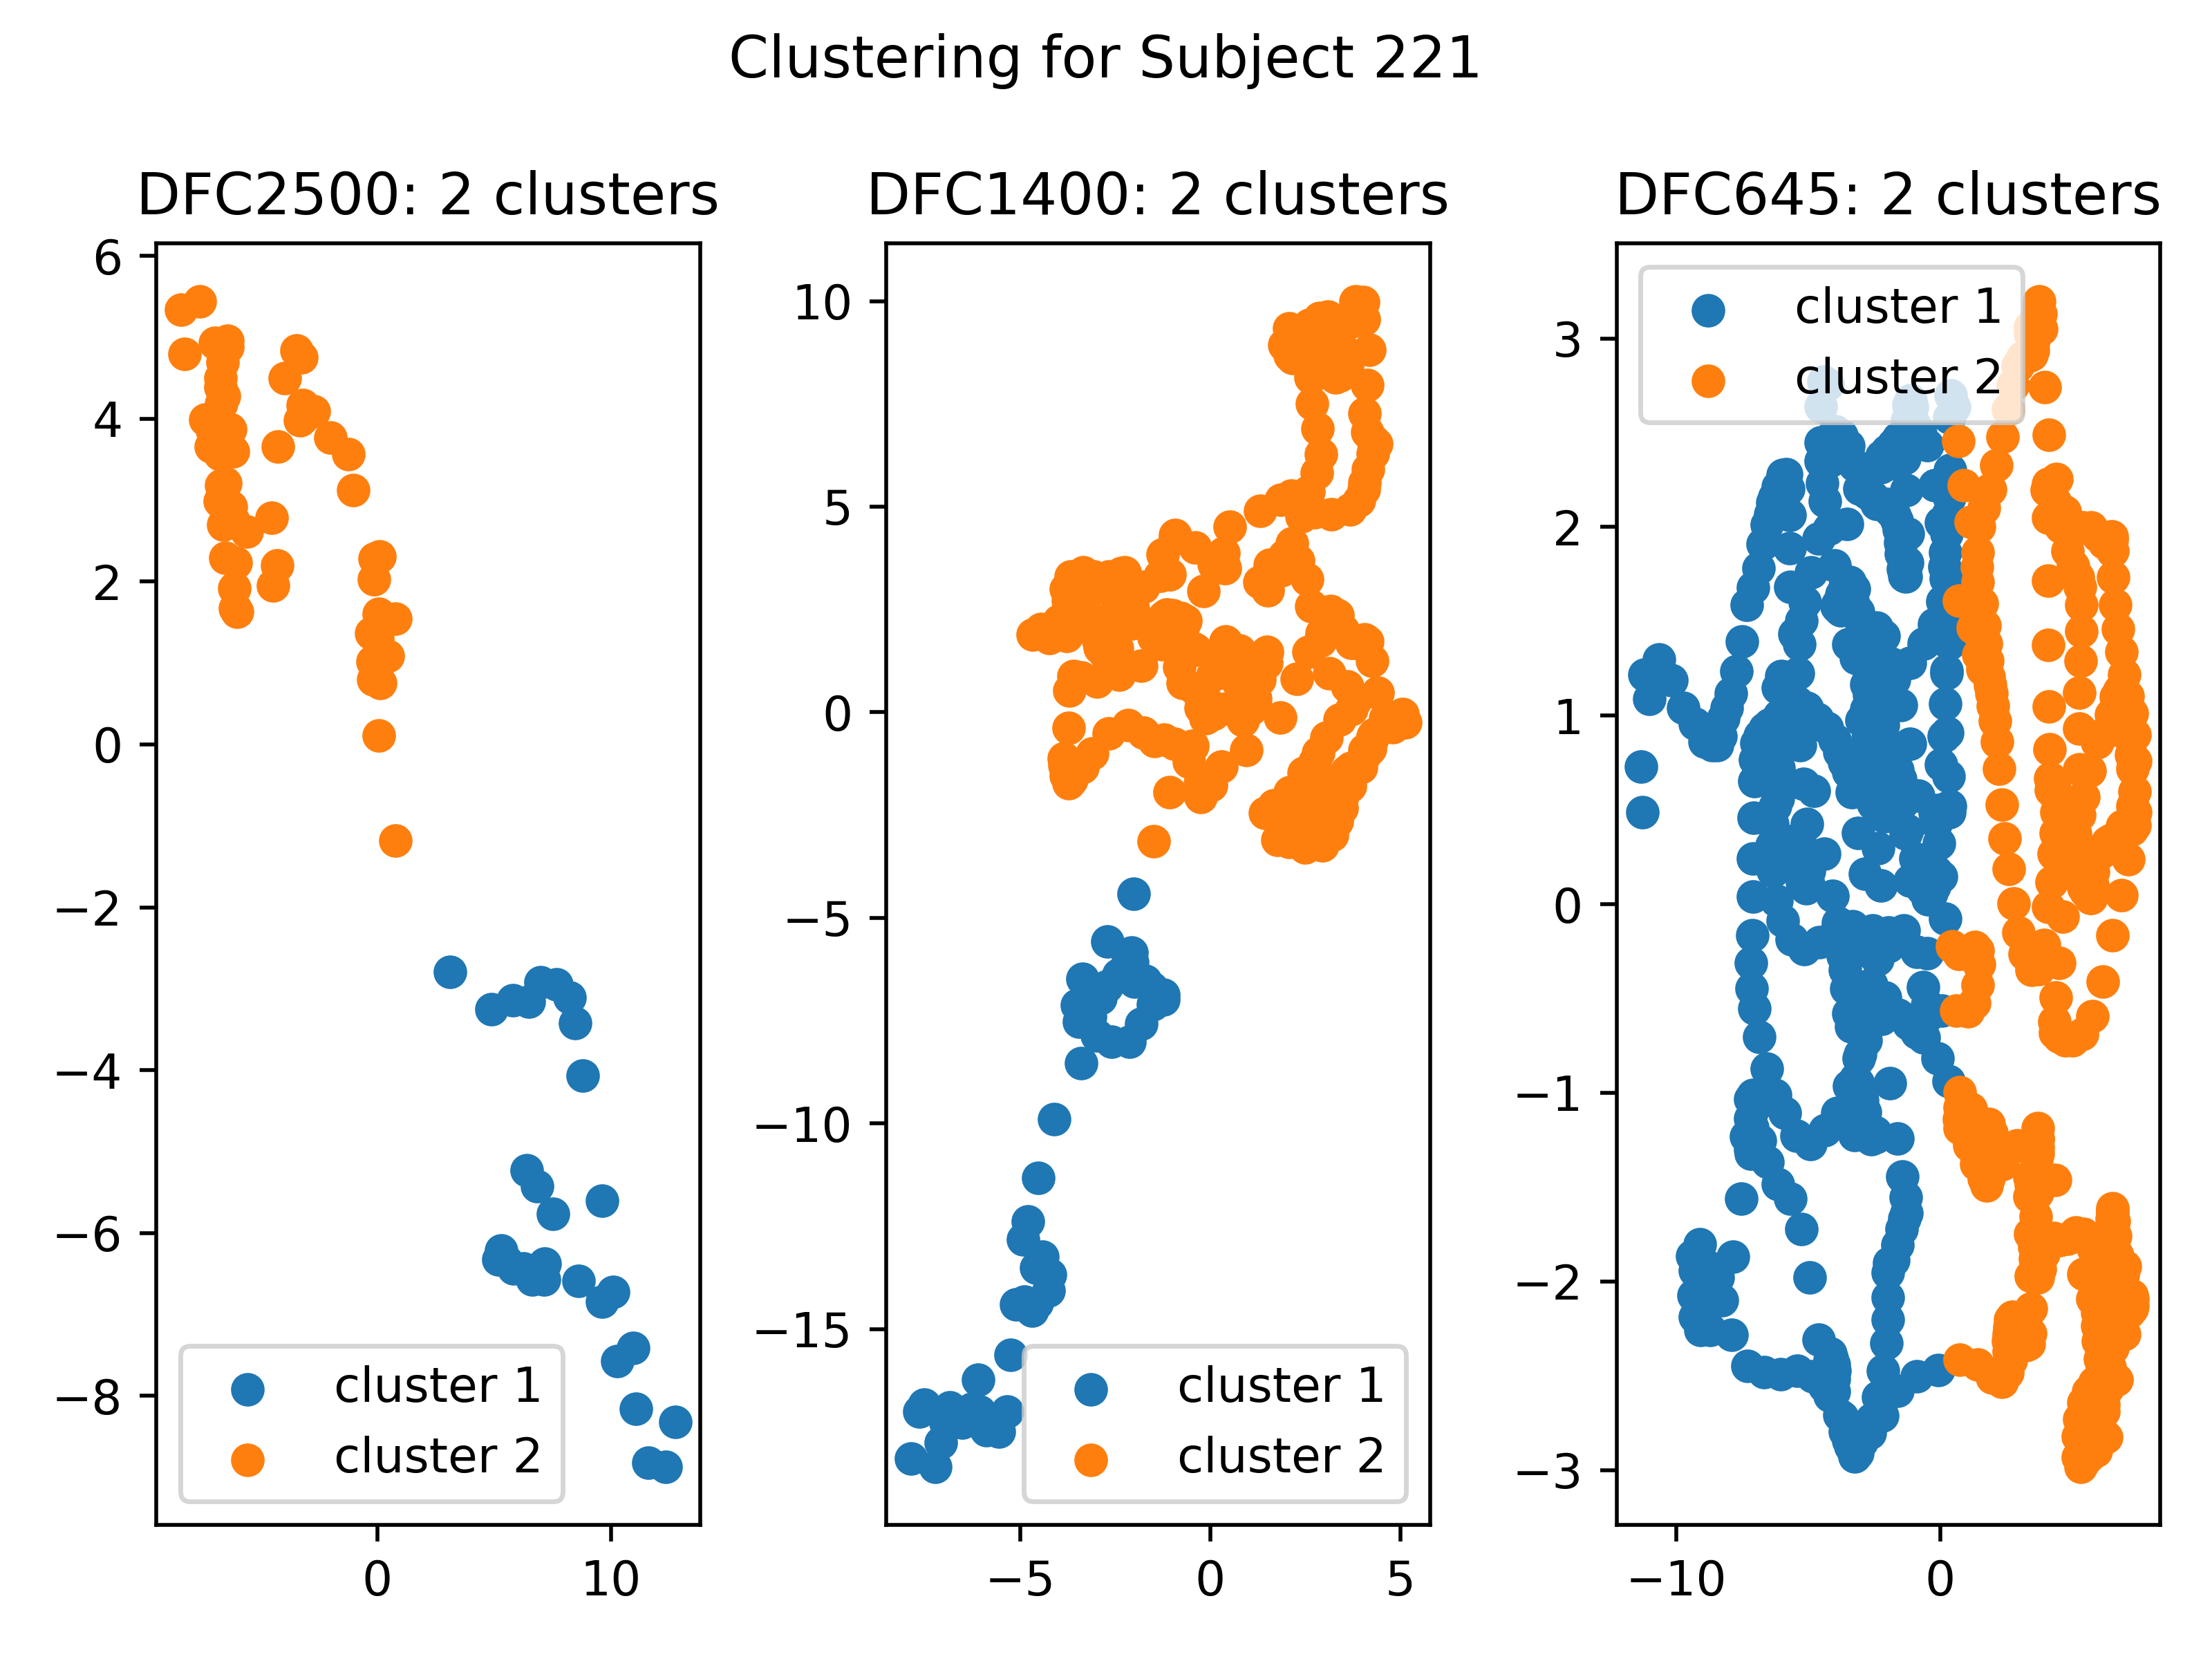 Clustering for Subject 221
DFC2500: 2 clusters
6
4
2
0
−2
−4
−6
−8
0
10
cluster 1
cluster 2
DFC1400: 2 clusters
10
5
0
−5
−10
−15
−5
0
5
cluster 1
cluster 2
DFC645: 2 clusters
3
2
1
0
−1
−2
−3
−10
0
cluster 1
cluster 2